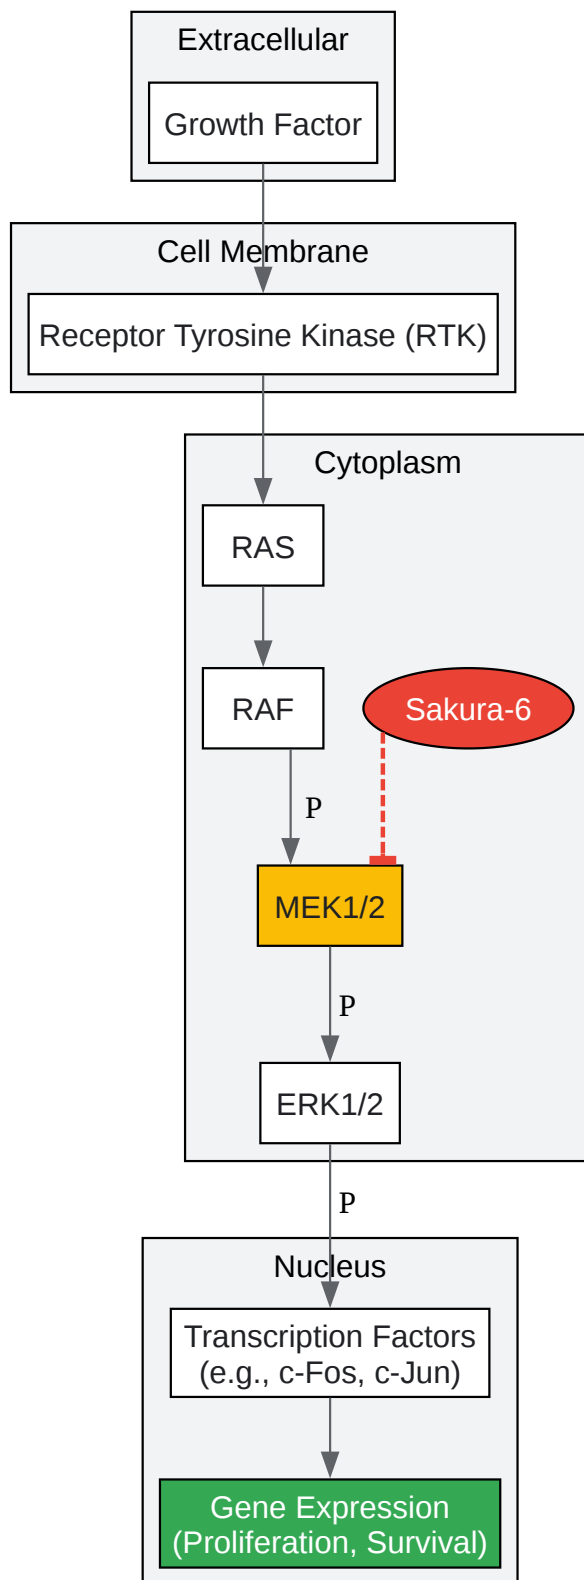 Extracellular
Growth Factor
Cell Membrane
Receptor Tyrosine Kinase (RTK)
Cytoplasm
RAS
RAF
Sakura-6
P
MEK1/2
P
ERK1/2
P
Nucleus
Transcription Factors
(e.g., c-Fos, c-Jun)
Gene Expression
(Proliferation, Survival)